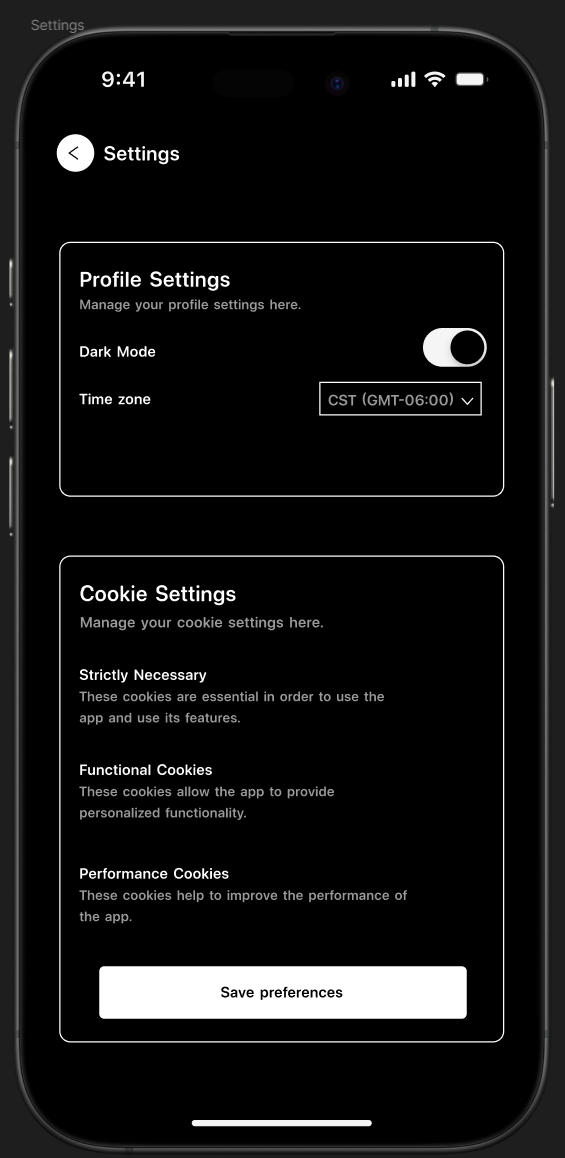 Settings
9:41
Settings
Profile Settings
Manage your profile settings here.
Dark Mode
Time zone
CST (GMT-06:00)
Cookie Settings
Manage your cookie settings here.
Strictly Necessary
These cookies are essential in order to use the
app and use its features.
Functional Cookies
These cookies allow the app to provide
personalized functionality.
Performance Cookies
These cookies help to improve the performance of
the app.
Save preferences